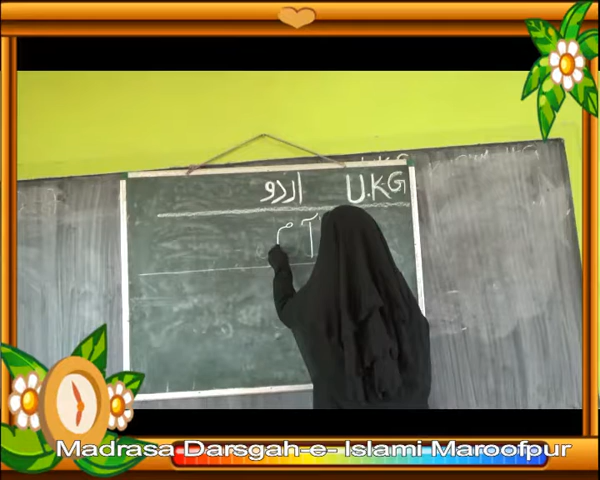 U.KG اردو
آم
Madrasa Darsgah-e- Islami Maroofpur